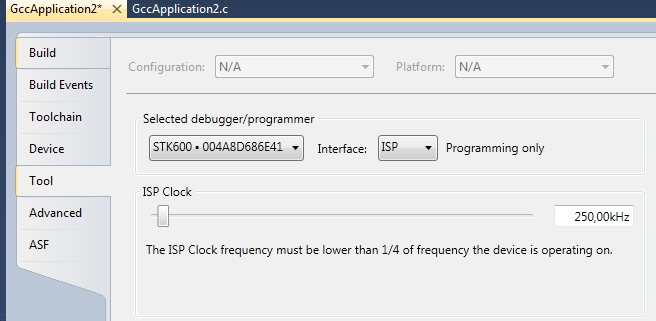 GccApplication2* X GccApplication2.c
Build
Build Events
Toolchain
Device
Tool
Advanced
ASF
Configuration: N/A Platform: N/A
Selected debugger/programmer
STK600 • 004A8D686E41 Interface: ISP Programming only
ISP Clock
250,00kHz
The ISP Clock frequency must be lower than 1/4 of frequency the device is operating on.